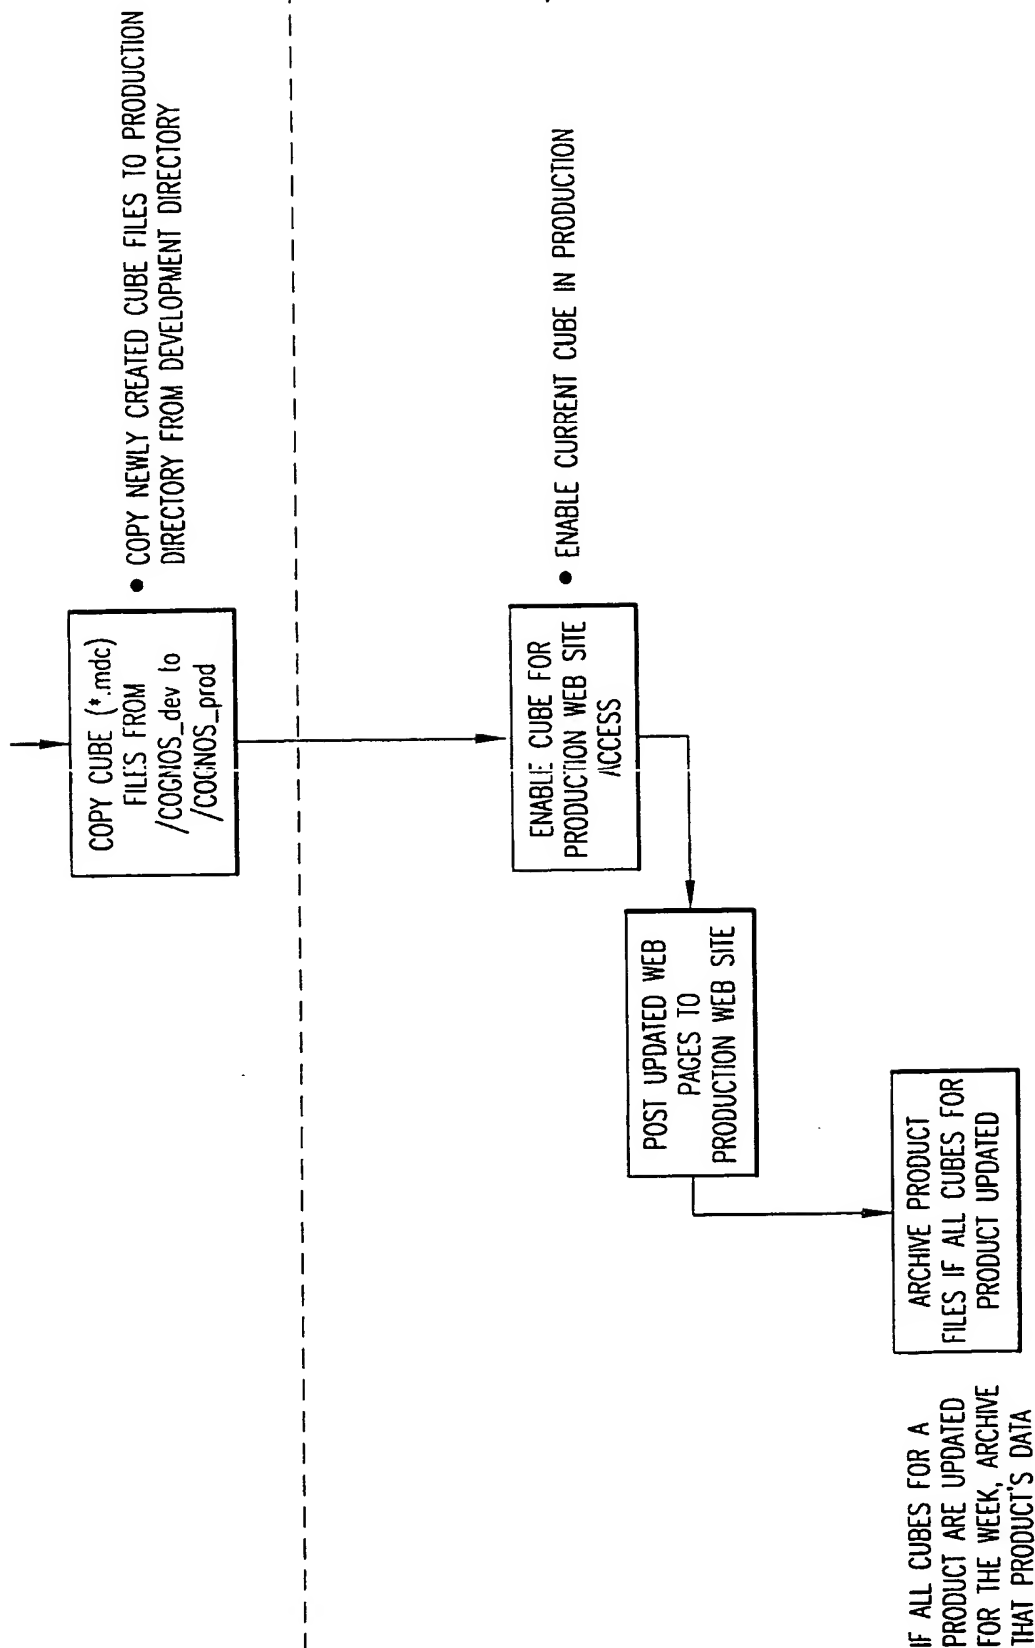 COPY CUBE (*.mdc)
FILES FROM
/COGNOS_dev to
/COGNOS_prod
• COPY NEWLY CREATED CUBE FILES TO PRODUCTION
DIRECTORY FROM DEVELOPMENT DIRECTORY
ENABLE CUBE FOR
PRODUCTION WEB SITE
ACCESS
• ENABLE CURRENT CUBE IN PRODUCTION
POST UPDATED WEB
PAGES TO
PRODUCTION WEB SITE
ARCHIVE PRODUCT
FILES IF ALL CUBES FOR
PRODUCT UPDATED
IF ALL CUBES FOR A
PRODUCT ARE UPDATED
FOR THE WEEK, ARCHIVE
THAT PRODUCT'S DATA